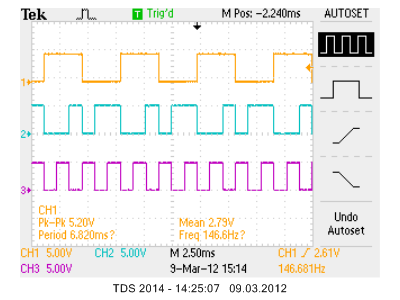 Tek T Trig'd M Pos: -2.240ms AUTOSET
1
2
3
CH1
Pk-Pk 5.20V Mean 2.79V
Period 6.820ms? Freq 146.6Hz?
Undo
Autoset
CH1 5.00V CH2 5.00V M 2.50ms CH1 / 2.61V
CH3 5.00V 9-Mar-12 15:14 146.681Hz
TDS 2014 - 14:25:07 09.03.2012